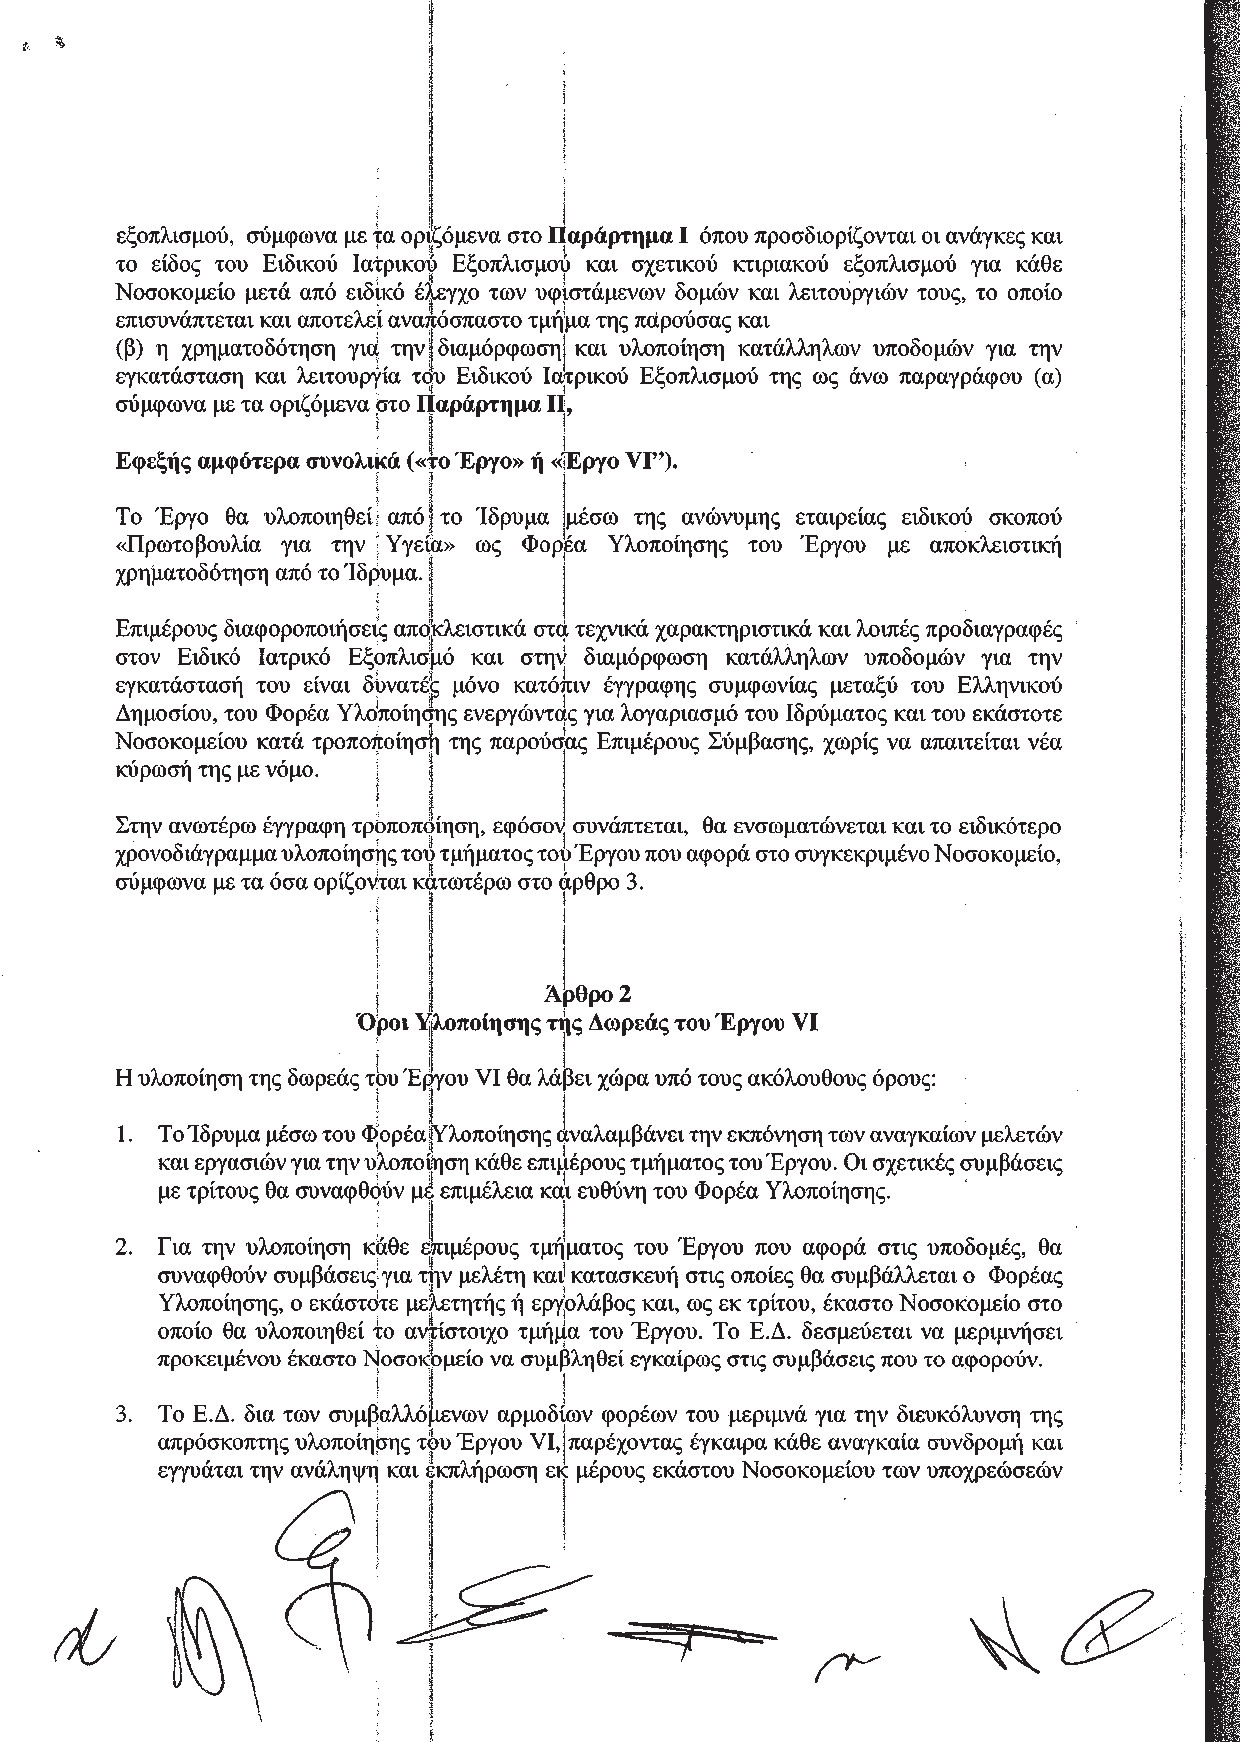 εξοπλισμού, σύμφωνα με τα οριζόμενα στο Παράρτημα Ι όπου προσδιορίζονται οι ανάγκες και
το είδος του Ειδικού Ιατρικού Εξοπλισμού και σχετικού κτιριακού εξοπλισμού για κάθε
Νοσοκομείο μετά από ειδικό έλεγχο των υφιστάμενων δομών και λειτουργιών τους, το οποίο
επισυνάπτεται και αποτελεί αναπόσπαστο τμήμα της παρούσας και
(β) η χρηματοδότηση για την διαμόρφωση και υλοποίηση κατάλληλων υποδομών για την
εγκατάσταση και λειτουργία του Ειδικού Ιατρικού Εξοπλισμού της ως άνω παραγράφου (α)
σύμφωνα με τα οριζόμενα στο Παράρτημα ΙΙ,
Εφεξής αμφότερα συνολικά («το Έργο» ή «Έργο VI”).
Το Έργο θα υλοποιηθεί από το Ίδρυμα μέσω της ανώνυμης εταιρείας ειδικού σκοπού
«Πρωτοβουλία για την Υγεία» ως Φορέα Υλοποίησης του Έργου με αποκλειστική
χρηματοδότηση από το Ίδρυμα.
Επιμέρους διαφοροποιήσεις αποκλειστικά στα τεχνικά χαρακτηριστικά και λοιπές προδιαγραφές
στον Ειδικό Ιατρικό Εξοπλισμό και στην διαμόρφωση κατάλληλων υποδομών για την
εγκατάστασή του είναι δυνατές μόνο κατόπιν έγγραφης συμφωνίας μεταξύ του Ελληνικού
Δημοσίου, του Φορέα Υλοποίησης ενεργώντας για λογαριασμό του Ιδρύματος και του εκάστοτε
Νοσοκομείου κατά τροποποίηση της παρούσας Επιμέρους Σύμβασης, χωρίς να απαιτείται νέα
κύρωσή της με νόμο.
Στην ανωτέρω έγγραφη τροποποίηση, εφόσον συνάπτεται, θα ενσωματώνεται και το ειδικότερο
χρονοδιάγραμμα υλοποίησης του τμήματος του Έργου που αφορά στο συγκεκριμένο Νοσοκομείο,
σύμφωνα με τα όσα ορίζονται κατωτέρω στο άρθρο 3.
Άρθρο 2
Όροι Υλοποίησης της Δωρεάς του Έργου VI
Η υλοποίηση της δωρεάς του Έργου VI θα λάβει χώρα υπό τους ακόλουθους όρους:
1. Το Ίδρυμα μέσω του Φορέα Υλοποίησης αναλαμβάνει την εκπόνηση των αναγκαίων μελετών
και εργασιών για την υλοποίηση κάθε επιμέρους τμήματος του Έργου. Οι σχετικές συμβάσεις
με τρίτους θα συναφθούν με επιμέλεια και ευθύνη του Φορέα Υλοποίησης.
2. Για την υλοποίηση κάθε επιμέρους τμήματος του Έργου που αφορά στις υποδομές, θα
συναφθούν συμβάσεις για την μελέτη και κατασκευή στις οποίες θα συμβάλλεται ο Φορέας
Υλοποίησης, ο εκάστοτε μελετητής ή εργολάβος και, ως εκ τρίτου, έκαστο Νοσοκομείο στο
οποίο θα υλοποιηθεί το αντίστοιχο τμήμα του Έργου. Το Ε.Δ. δεσμεύεται να μεριμνήσει
προκειμένου έκαστο Νοσοκομείο να συμβληθεί εγκαίρως στις συμβάσεις που το αφορούν.
3. Το Ε.Δ. δια των συμβαλλόμενων αρμοδίων φορέων του μεριμνά για την διευκόλυνση της
απρόσκοπτης υλοποίησης του Έργου VI, παρέχοντας έγκαιρα κάθε αναγκαία συνδρομή και
εγγυάται την ανάληψη και εκπλήρωση εκ μέρους εκάστου Νοσοκομείου των υποχρεώσεών